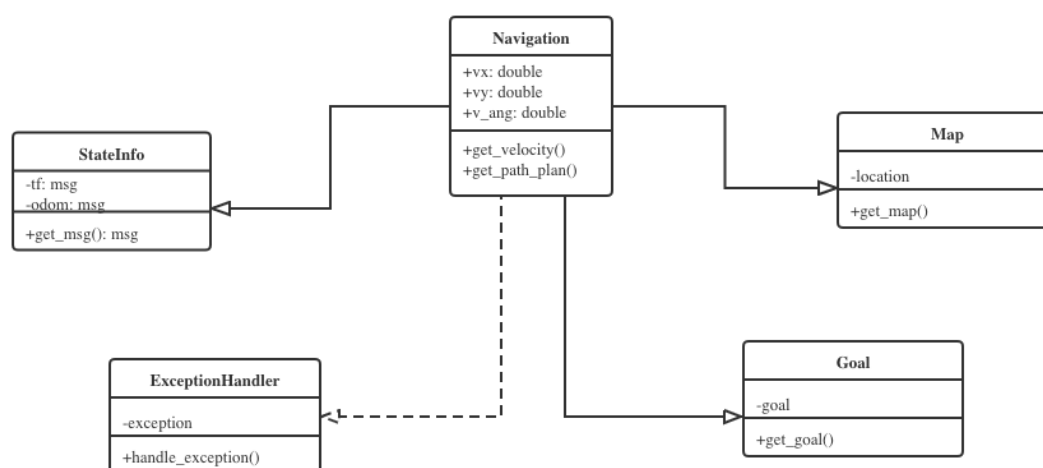 Navigation
+vx: double
+vy: double
+v_ang: double
+get_velocity()
+get_path_plan()
StateInfo
-tf: msg
-odom: msg
+get_msg(): msg
Map
-location
+get_map()
ExceptionHandler
-exception
+handle_exception()
Goal
-goal
+get_goal()